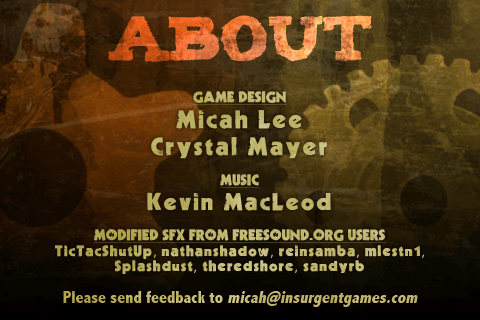 ABOUT
GAME DESIGN
Micah Lee
Crystal Mayer
MUSIC
Kevin MacLeod
MODIFIED SFX FROM FREESOUND.ORG USERS
TicTacShutUp, nathanshadow, reinsamba, mlestn1,
Splashdust, theredshore, sandyrb
Please send feedback to micah@insurgentgames.com